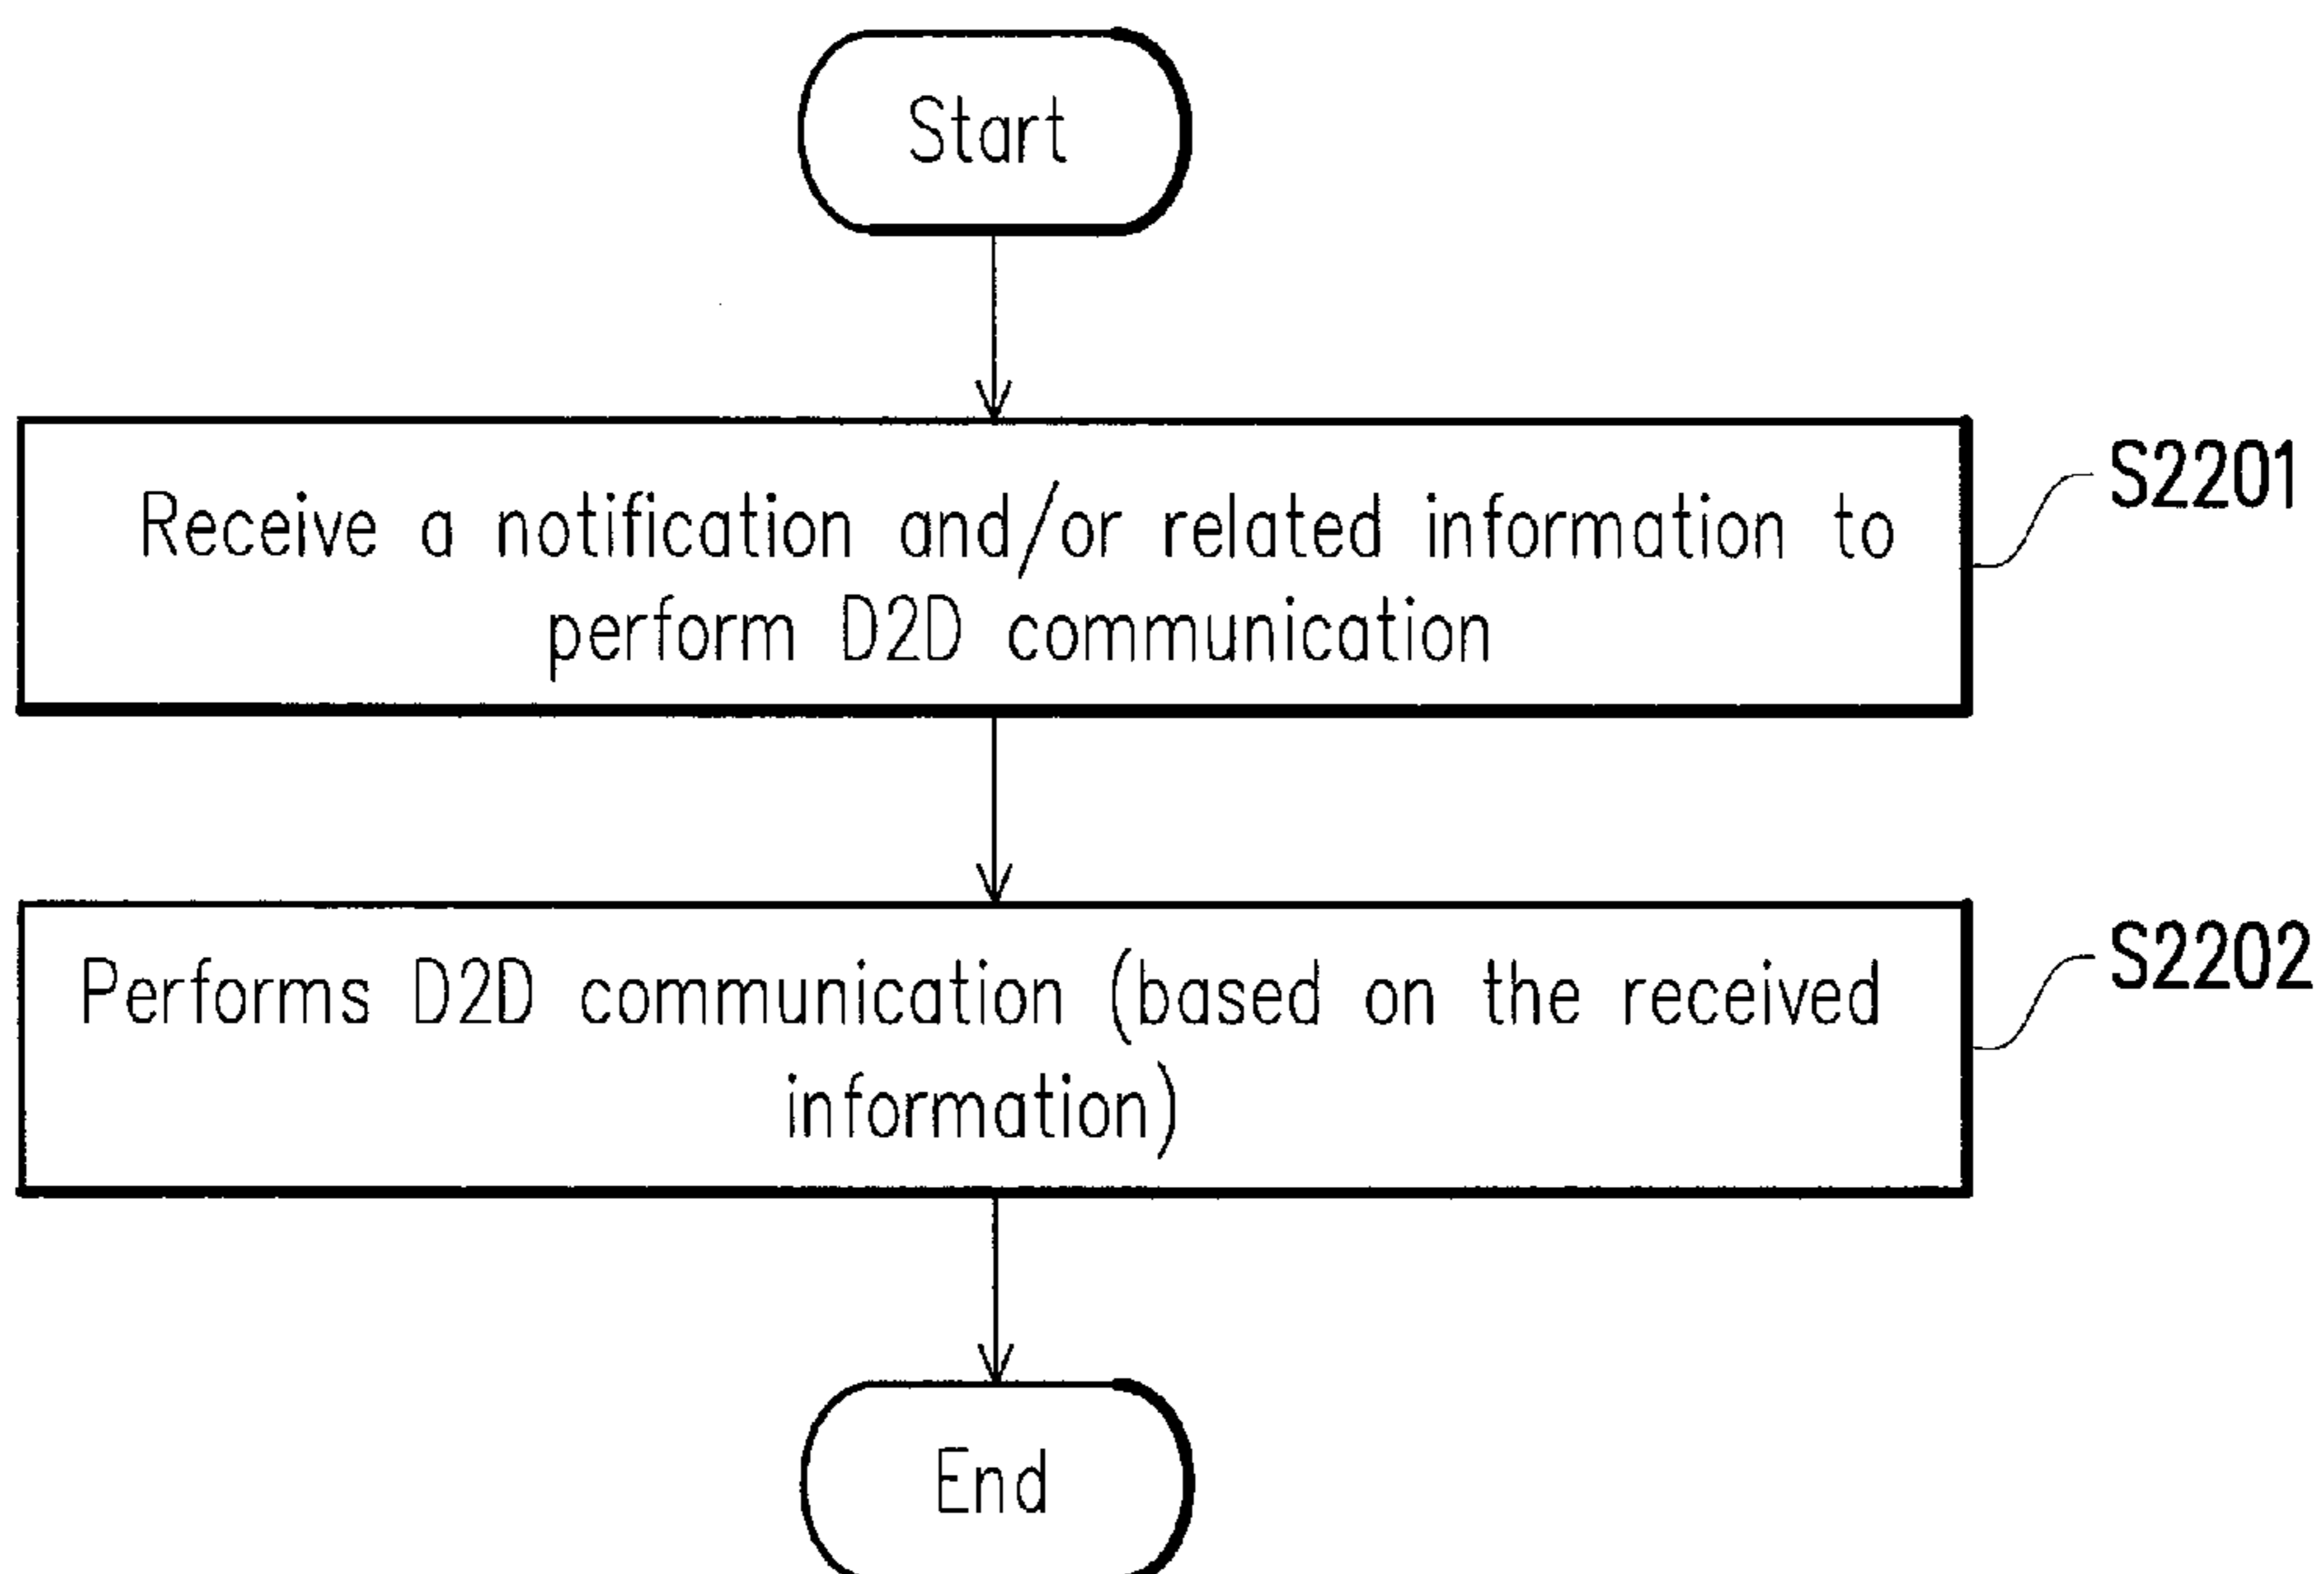 Start
Receive a notification and/or related information to
perform D2D communication
S2201
Performs D2D communication (based on the received
information)
S2202
End